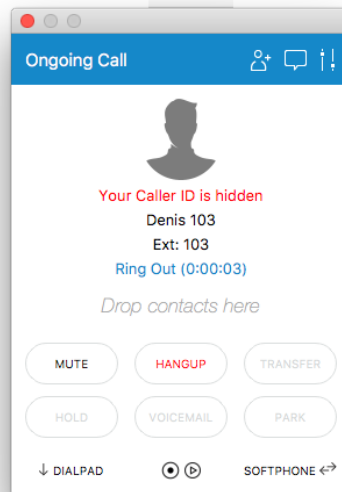 Ongoing Call
Your Caller ID is hidden
Denis 103
Ext: 103
Ring Out (0:00:03)
Drop contacts here
MUTE HANGUP TRANSFER
HOLD VOICEMAIL PARK
DIALPAD SOFTPHONE